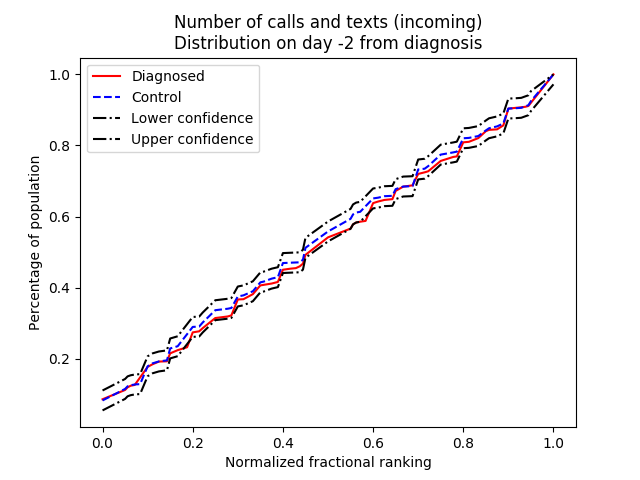 Number of calls and texts (incoming)
Distribution on day -2 from diagnosis
Diagnosed
Control
Lower confidence
Upper confidence
Percentage of population
1.0
0.8
0.6
0.4
0.2
0.0 0.2 0.4 0.6 0.8 1.0
Normalized fractional ranking